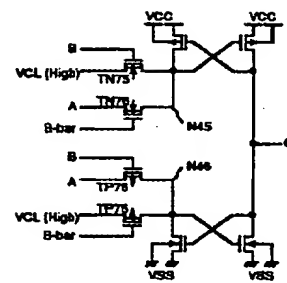 VCC VCC
B
VCL (High) TN75
A TN76
B-bar N45
B N46
A TP76
VCL (High) TP75
B-bar
VSS VSS